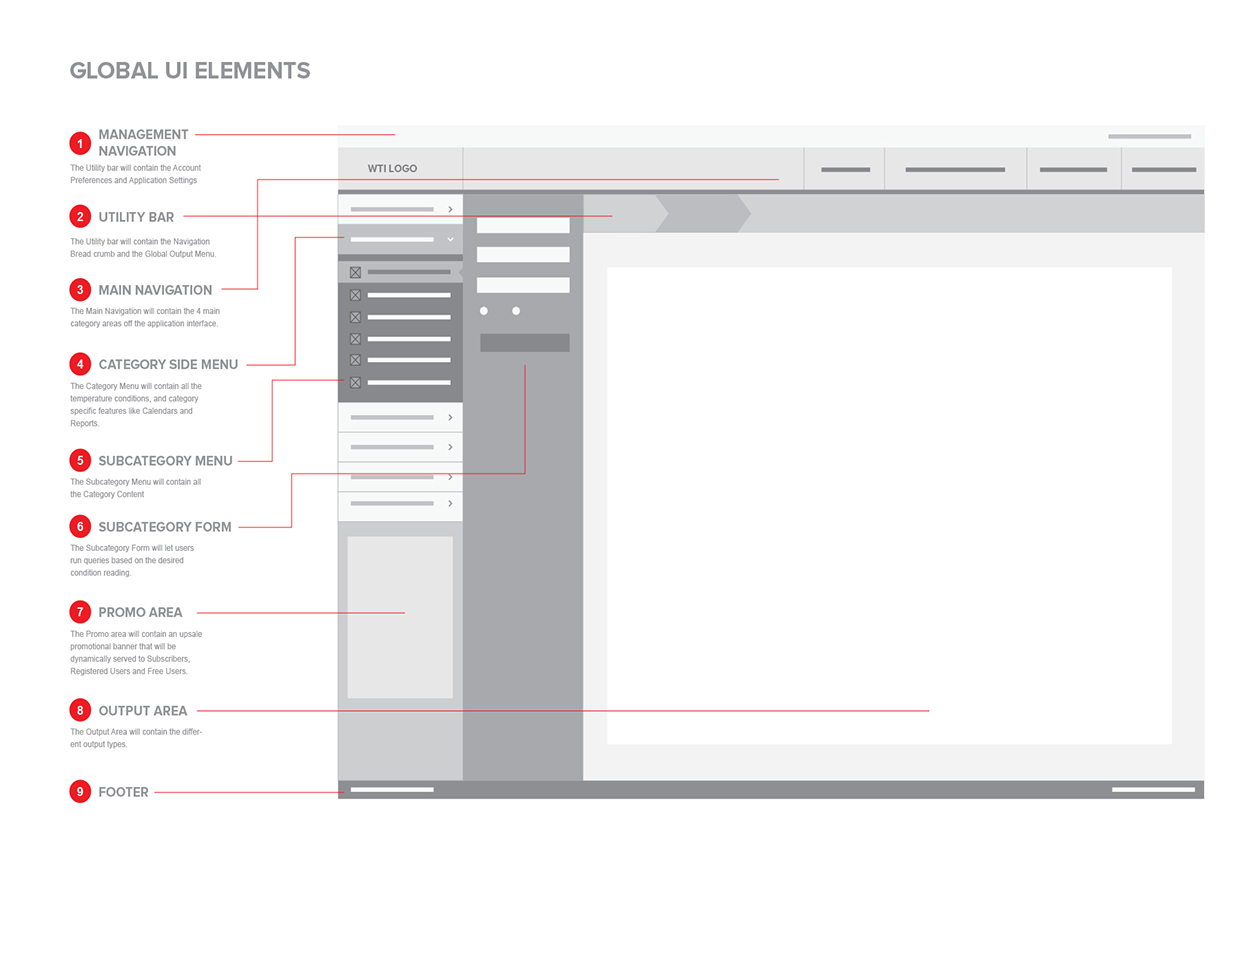 GLOBAL UI ELEMENTS
1 MANAGEMENT
NAVIGATION
The Utility bar will contain the Account
Preferences and Application Settings
2 UTILITY BAR
The Utility bar will contain the Navigation
Bread crumb and the Global Output Menu.
3 MAIN NAVIGATION
The Main Navigation will contain the 4 main
category areas off the application interface.
4 CATEGORY SIDE MENU
The Category Menu will contain all the
temperature conditions, and category
specific features like Calendars and
Reports.
5 SUBCATEGORY MENU
The Subcategory Menu will contain all
the Category Content
6 SUBCATEGORY FORM
The Subcategory Form will let users
run queries based on the desired
condition reading.
7 PROMO AREA
The Promo area will contain an upsale
promotional banner that will be
dynamically served to Subscribers,
Registered Users and Free Users.
8 OUTPUT AREA
The Output Area will contain the differ-
ent output types.
9 FOOTER
WTI LOGO